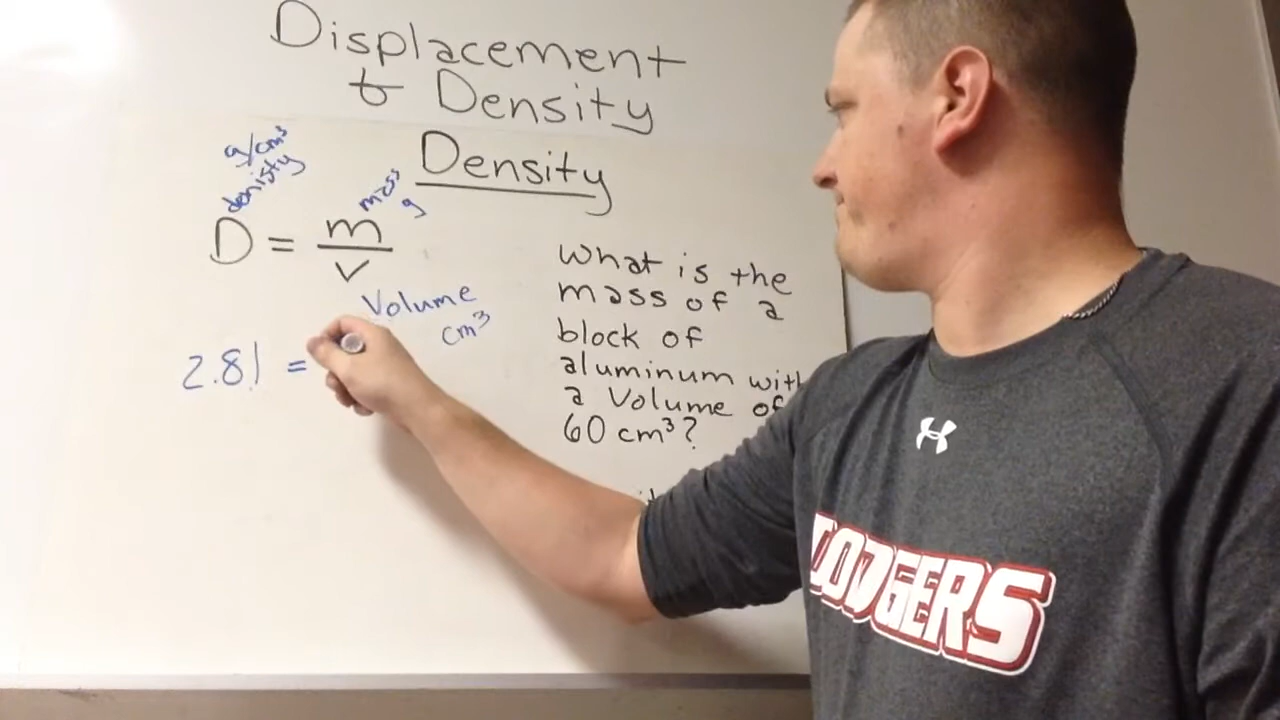 Displacement
& Density
Density
g/cm³
denisty
mass
g
D = m
v
Volume
cm³
2.81 =
What is the
mass of a
block of
aluminum with
a Volume of
60 cm³?
DODGERS